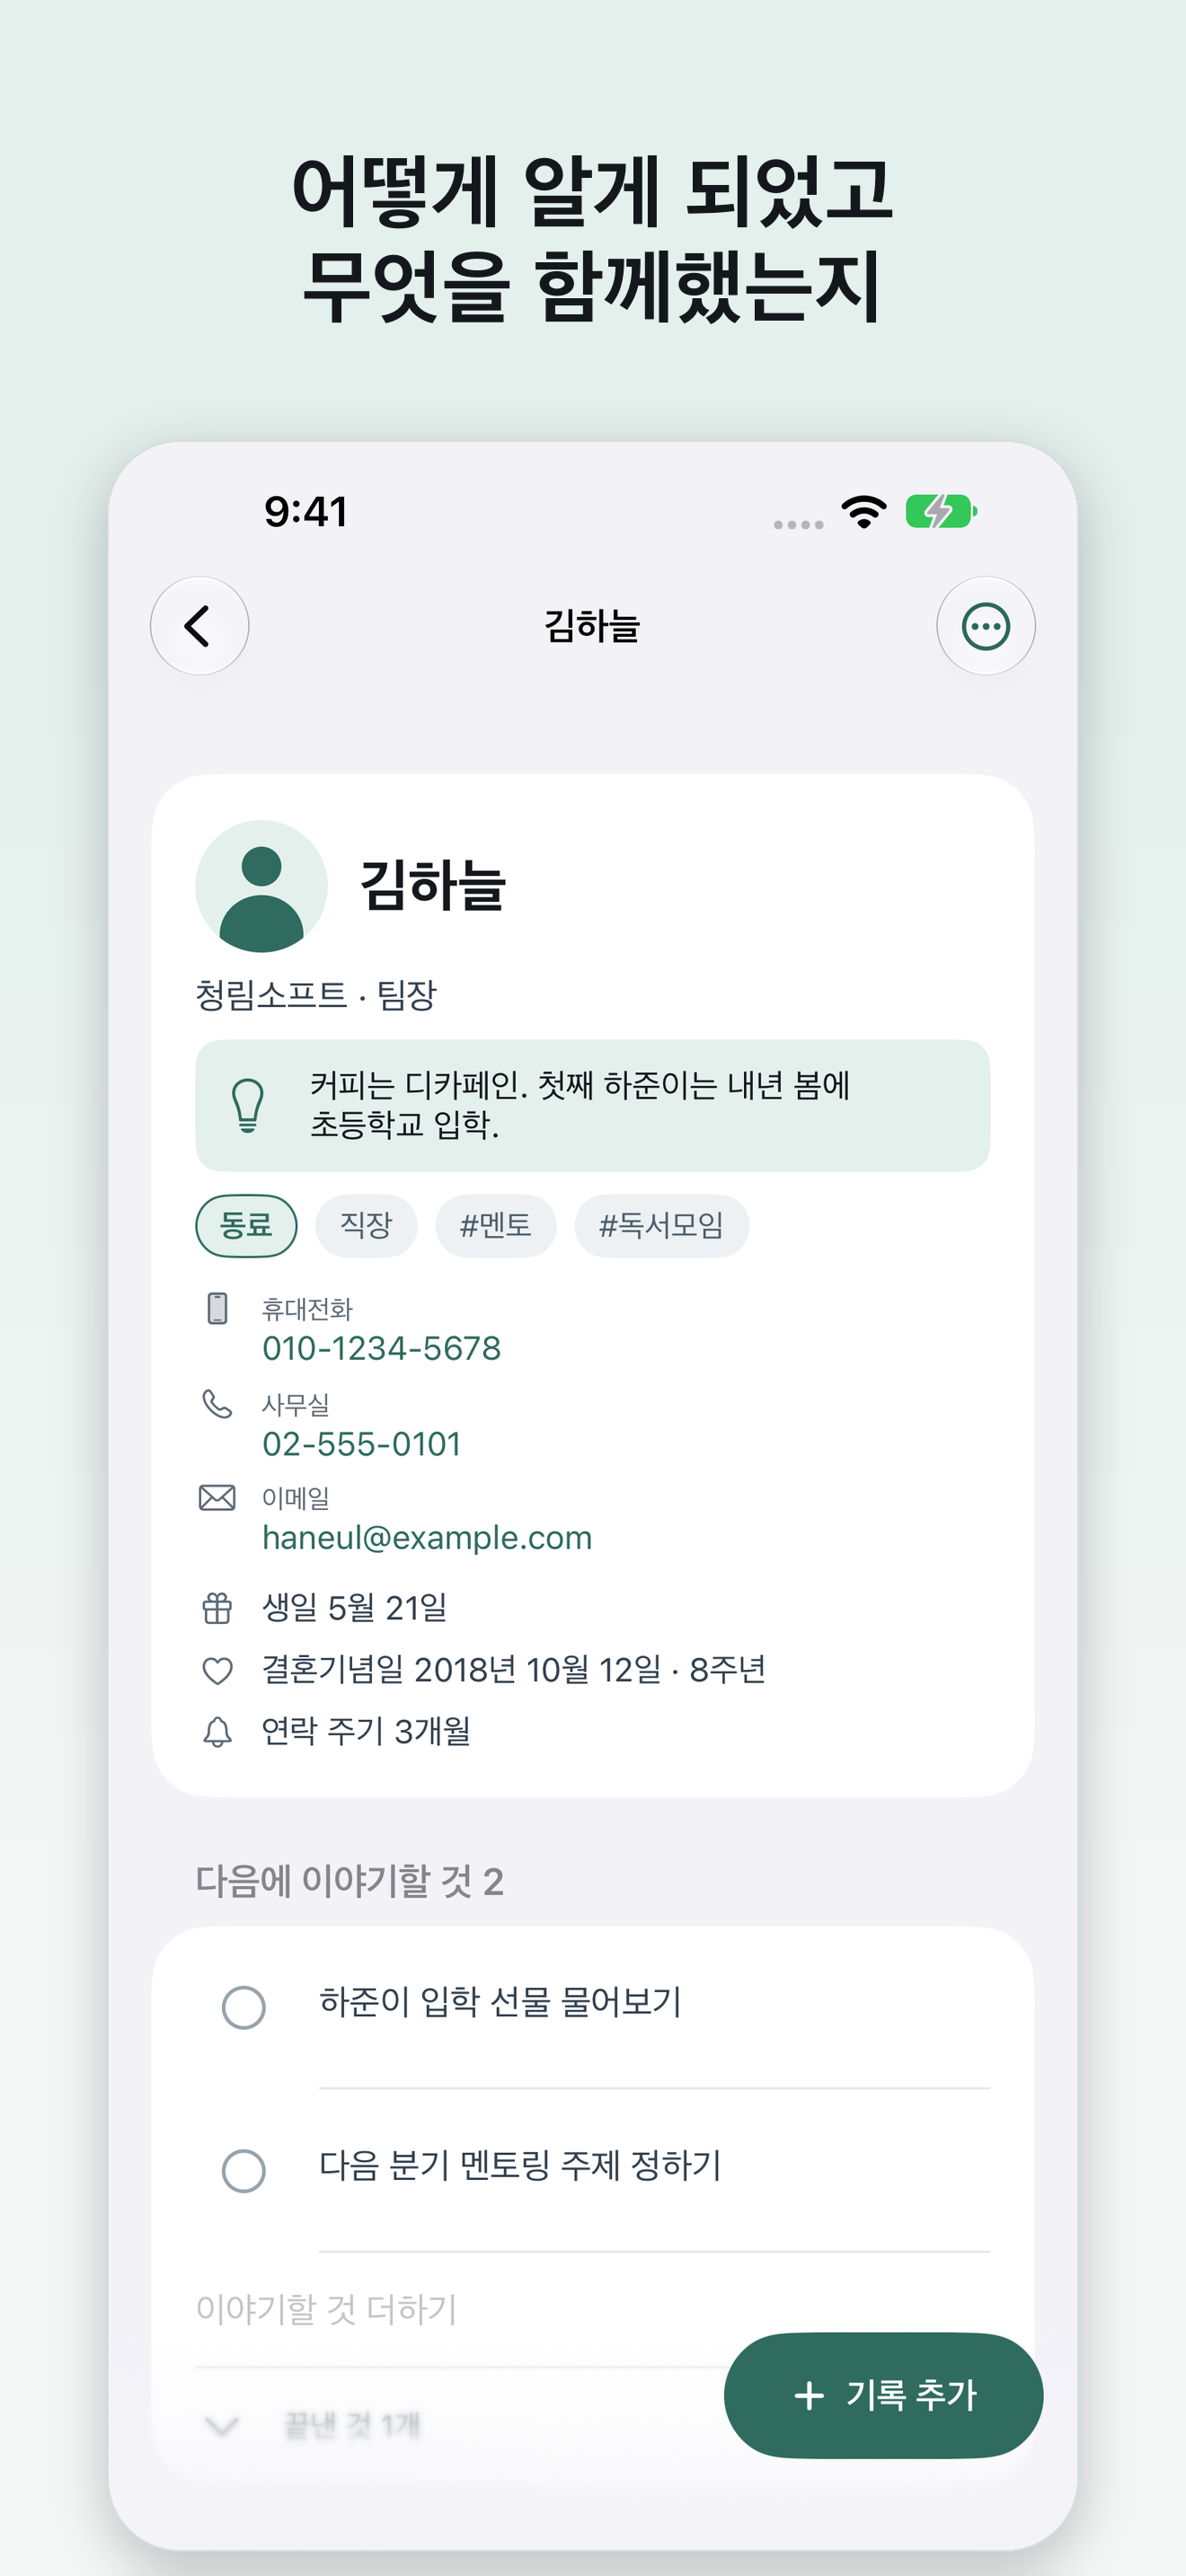 어떻게 알게 되었고
무엇을 함께했는지
9:41
김하늘
김하늘
청림소프트 · 팀장
커피는 디카페인. 첫째 하준이는 내년 봄에
초등학교 입학.
동료 직장 #멘토 #독서모임
휴대전화
010-1234-5678
사무실
02-555-0101
이메일
haneul@example.com
생일 5월 21일
결혼기념일 2018년 10월 12일 · 8주년
연락 주기 3개월
다음에 이야기할 것 2
하준이 입학 선물 물어보기
다음 분기 멘토링 주제 정하기
이야기할 것 더하기
+ 기록 추가
끝낸 것 1개